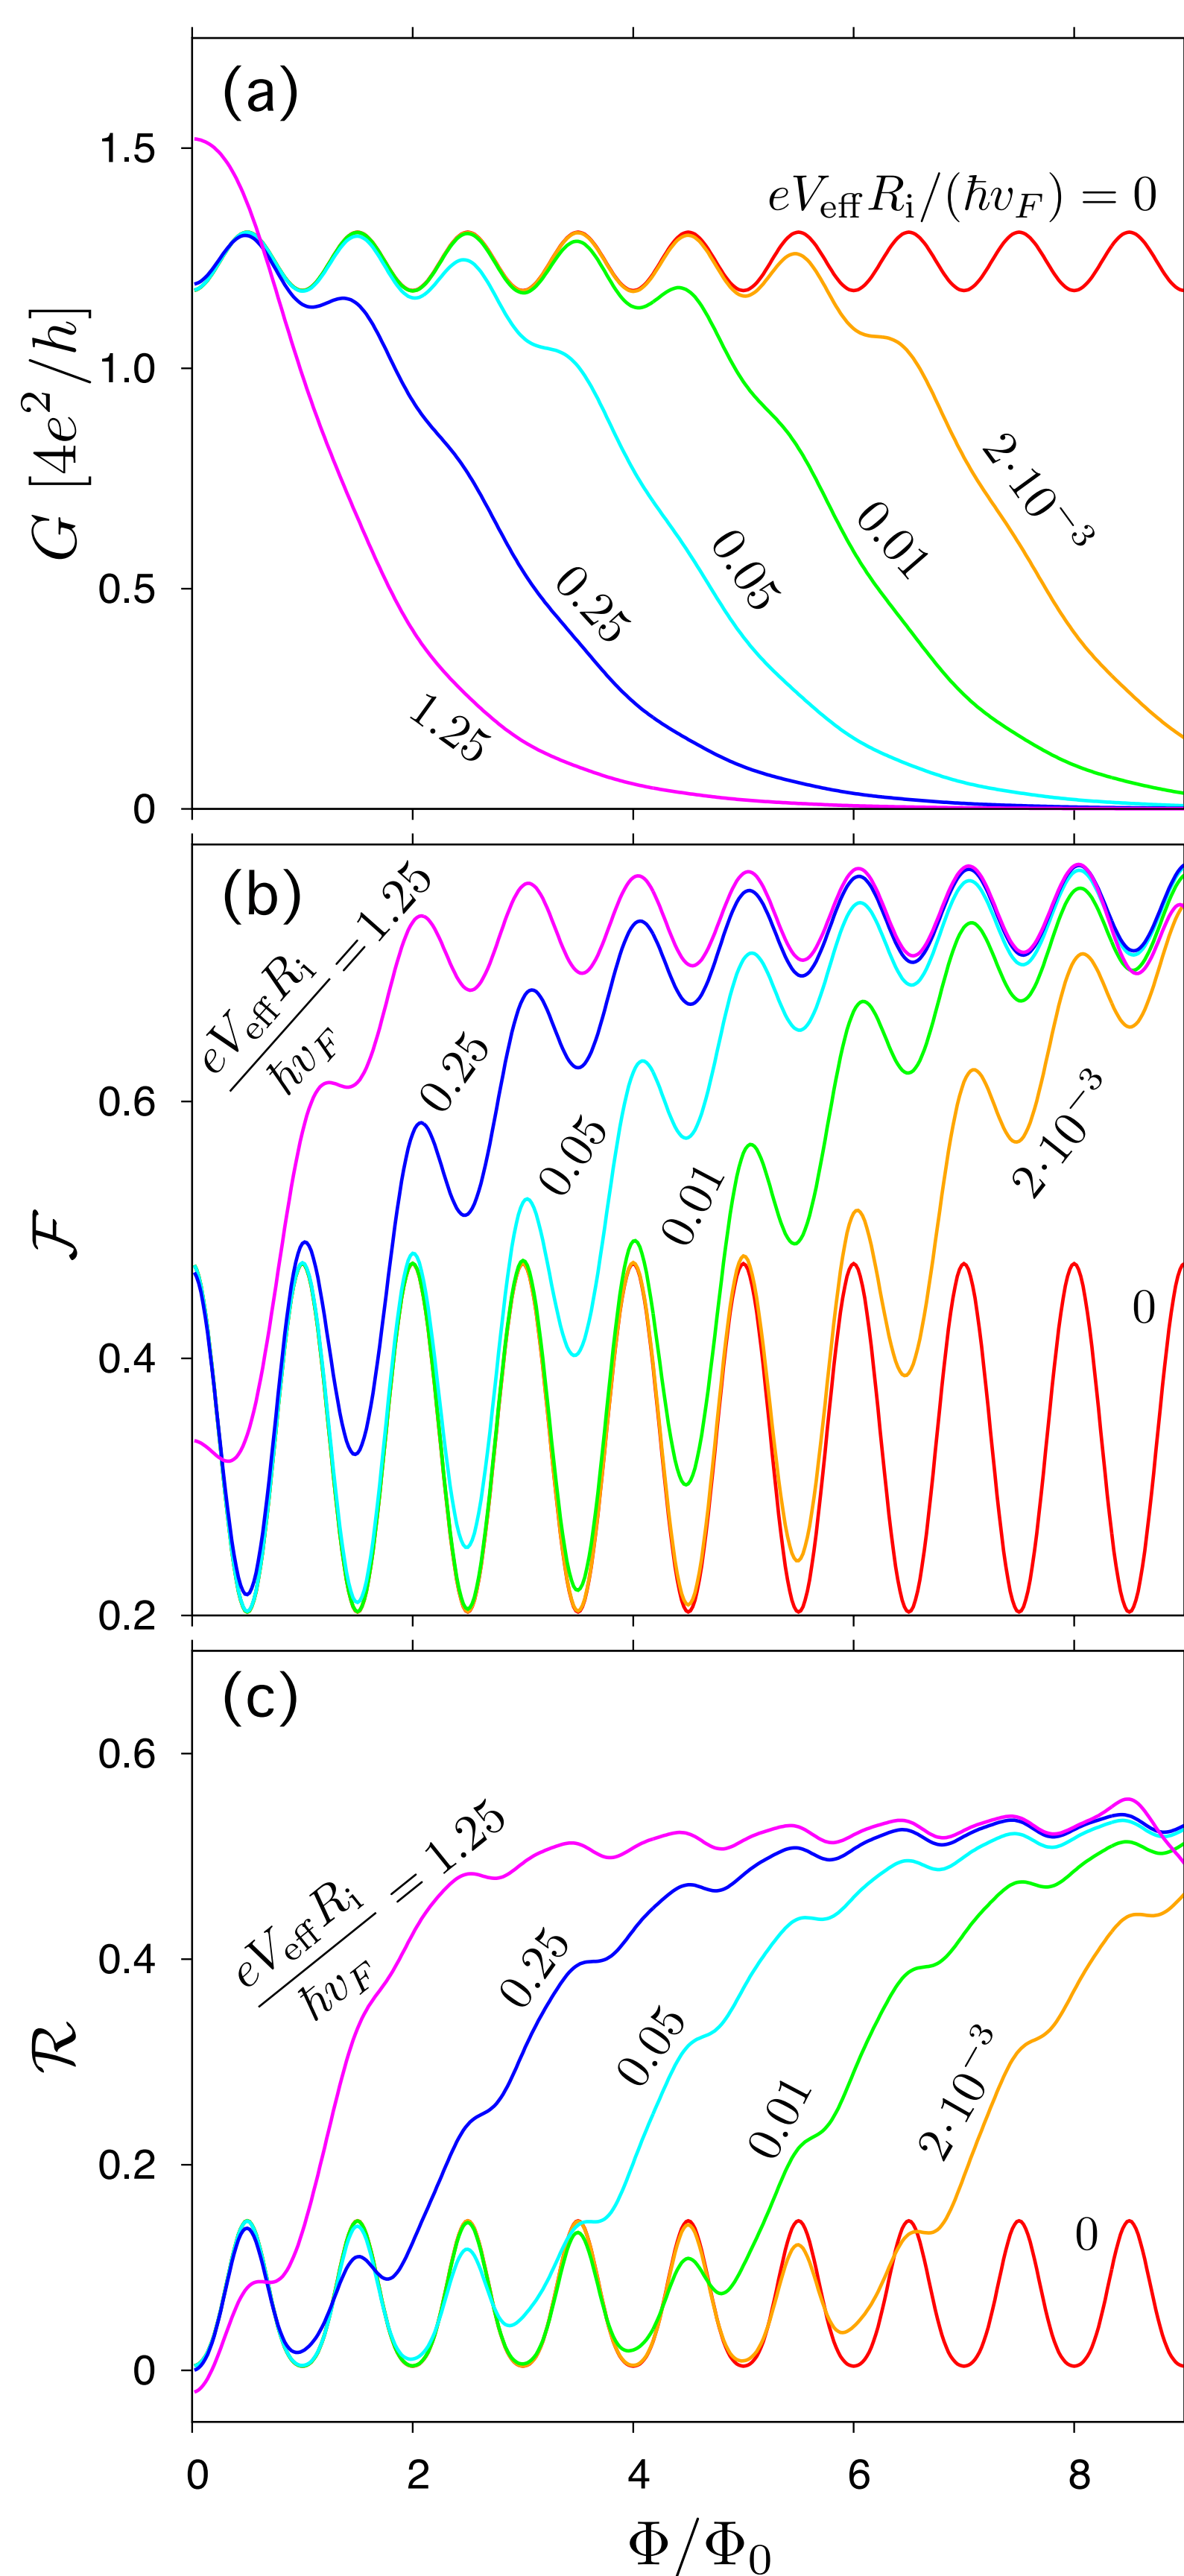 (a)
1.5
1.0
0.5
0
G [4e²/h]
eV_eff R_i/(ħv_F) = 0
2·10⁻³
0.01
0.05
0.25
1.25
(b)
0.6
0.4
0.2
ℱ
eV_eff R_i / ħv_F = 1.25
0.25
0.05
0.01
2·10⁻³
0
(c)
0.6
0.4
0.2
0
ℛ
eV_eff R_i / ħv_F = 1.25
0.25
0.05
0.01
2·10⁻³
0
0 2 4 6 8
Φ/Φ₀